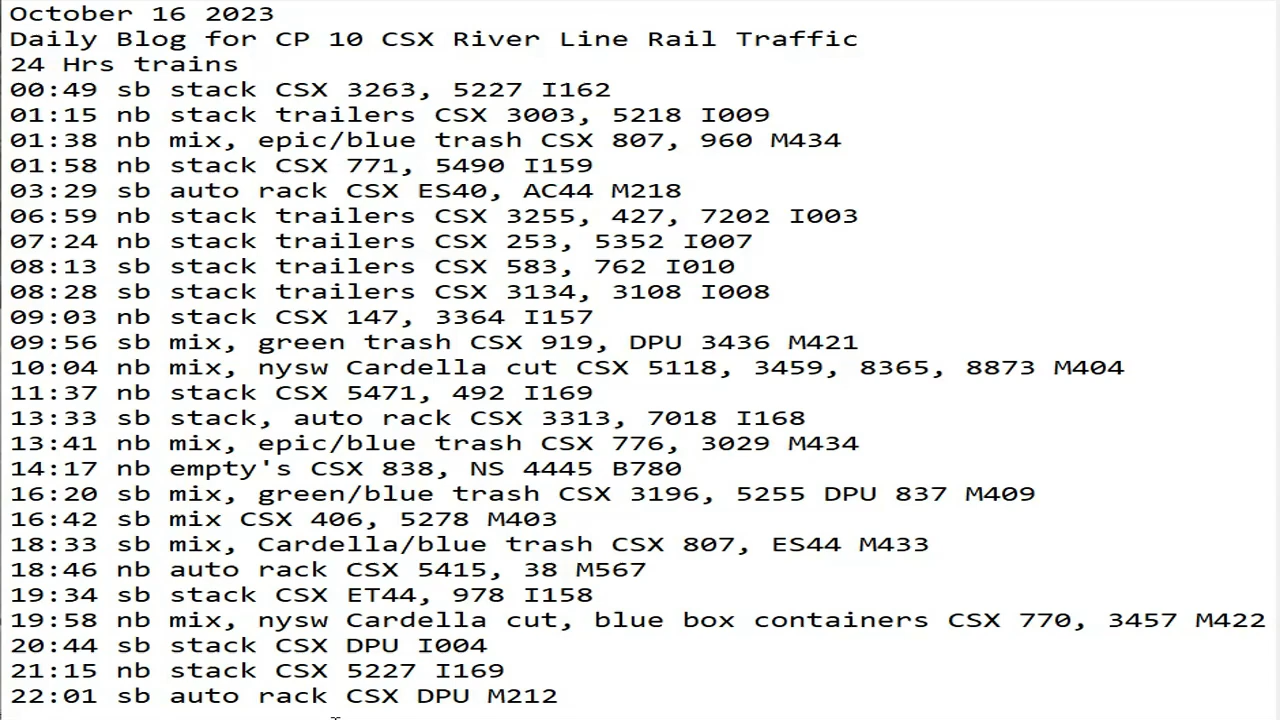 October 16 2023
Daily Blog for CP 10 CSX River Line Rail Traffic
24 Hrs trains
00:49 sb stack CSX 3263, 5227 I162
01:15 nb stack trailers CSX 3003, 5218 I009
01:38 nb mix, epic/blue trash CSX 807, 960 M434
01:58 nb stack CSX 771, 5490 I159
03:29 sb auto rack CSX ES40, AC44 M218
06:59 nb stack trailers CSX 3255, 427, 7202 I003
07:24 nb stack trailers CSX 253, 5352 I007
08:13 sb stack trailers CSX 583, 762 I010
08:28 sb stack trailers CSX 3134, 3108 I008
09:03 nb stack CSX 147, 3364 I157
09:56 sb mix, green trash CSX 919, DPU 3436 M421
10:04 nb mix, nysw Cardella cut CSX 5118, 3459, 8365, 8873 M404
11:37 nb stack CSX 5471, 492 I169
13:33 sb stack, auto rack CSX 3313, 7018 I168
13:41 nb mix, epic/blue trash CSX 776, 3029 M434
14:17 nb empty's CSX 838, NS 4445 B780
16:20 sb mix, green/blue trash CSX 3196, 5255 DPU 837 M409
16:42 sb mix CSX 406, 5278 M403
18:33 sb mix, Cardella/blue trash CSX 807, ES44 M433
18:46 nb auto rack CSX 5415, 38 M567
19:34 sb stack CSX ET44, 978 I158
19:58 nb mix, nysw Cardella cut, blue box containers CSX 770, 3457 M422
20:44 sb stack CSX DPU I004
21:15 nb stack CSX 5227 I169
22:01 sb auto rack CSX DPU M212